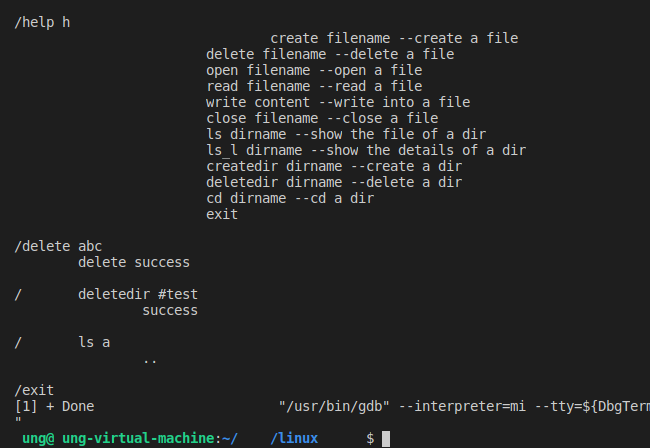 /help h
create filename --create a file
delete filename --delete a file
open filename --open a file
read filename --read a file
write content --write into a file
close filename --close a file
ls dirname --show the file of a dir
ls_l dirname --show the details of a dir
createdir dirname --create a dir
deletedir dirname --delete a dir
cd dirname --cd a dir
exit
/delete abc
delete success
/ deletedir #test
success
/ ls a
..
/exit
[1] + Done "/usr/bin/gdb" --interpreter=mi --tty=${DbgTerm
"
ung@ ung-virtual-machine:~/ /linux $